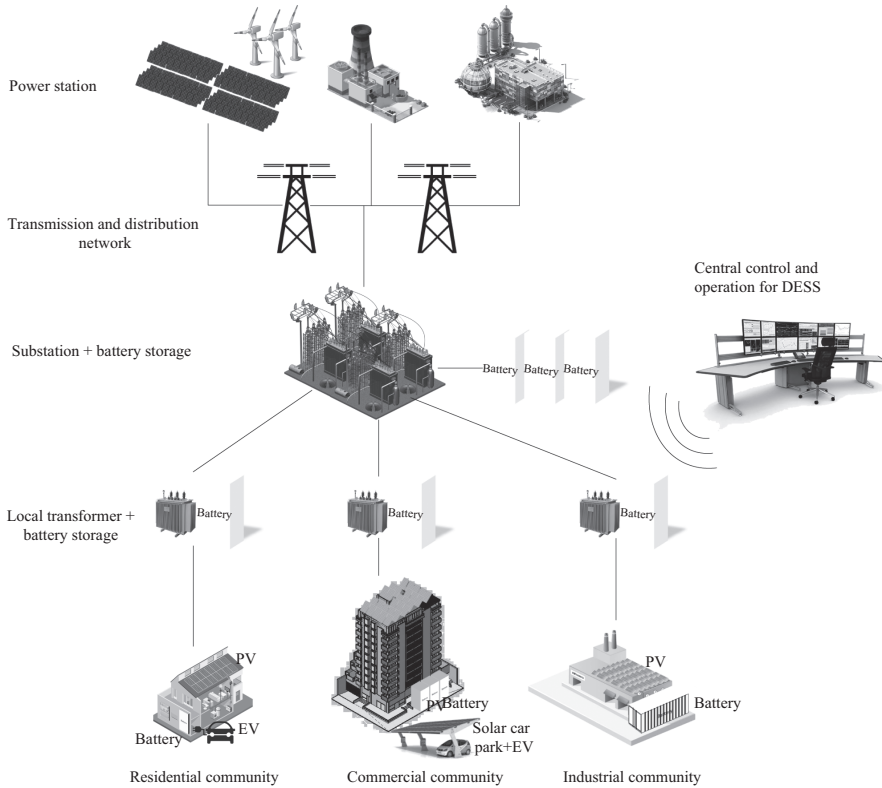 Power station
Transmission and distribution
network
Central control and
operation for DESS
Substation + battery storage
Battery
Battery
Battery
Local transformer +
battery storage
Battery
Battery
Battery
PV
Battery
EV
PV
Battery
Solar car
park+EV
PV
Battery
Residential community
Commercial community
Industrial community